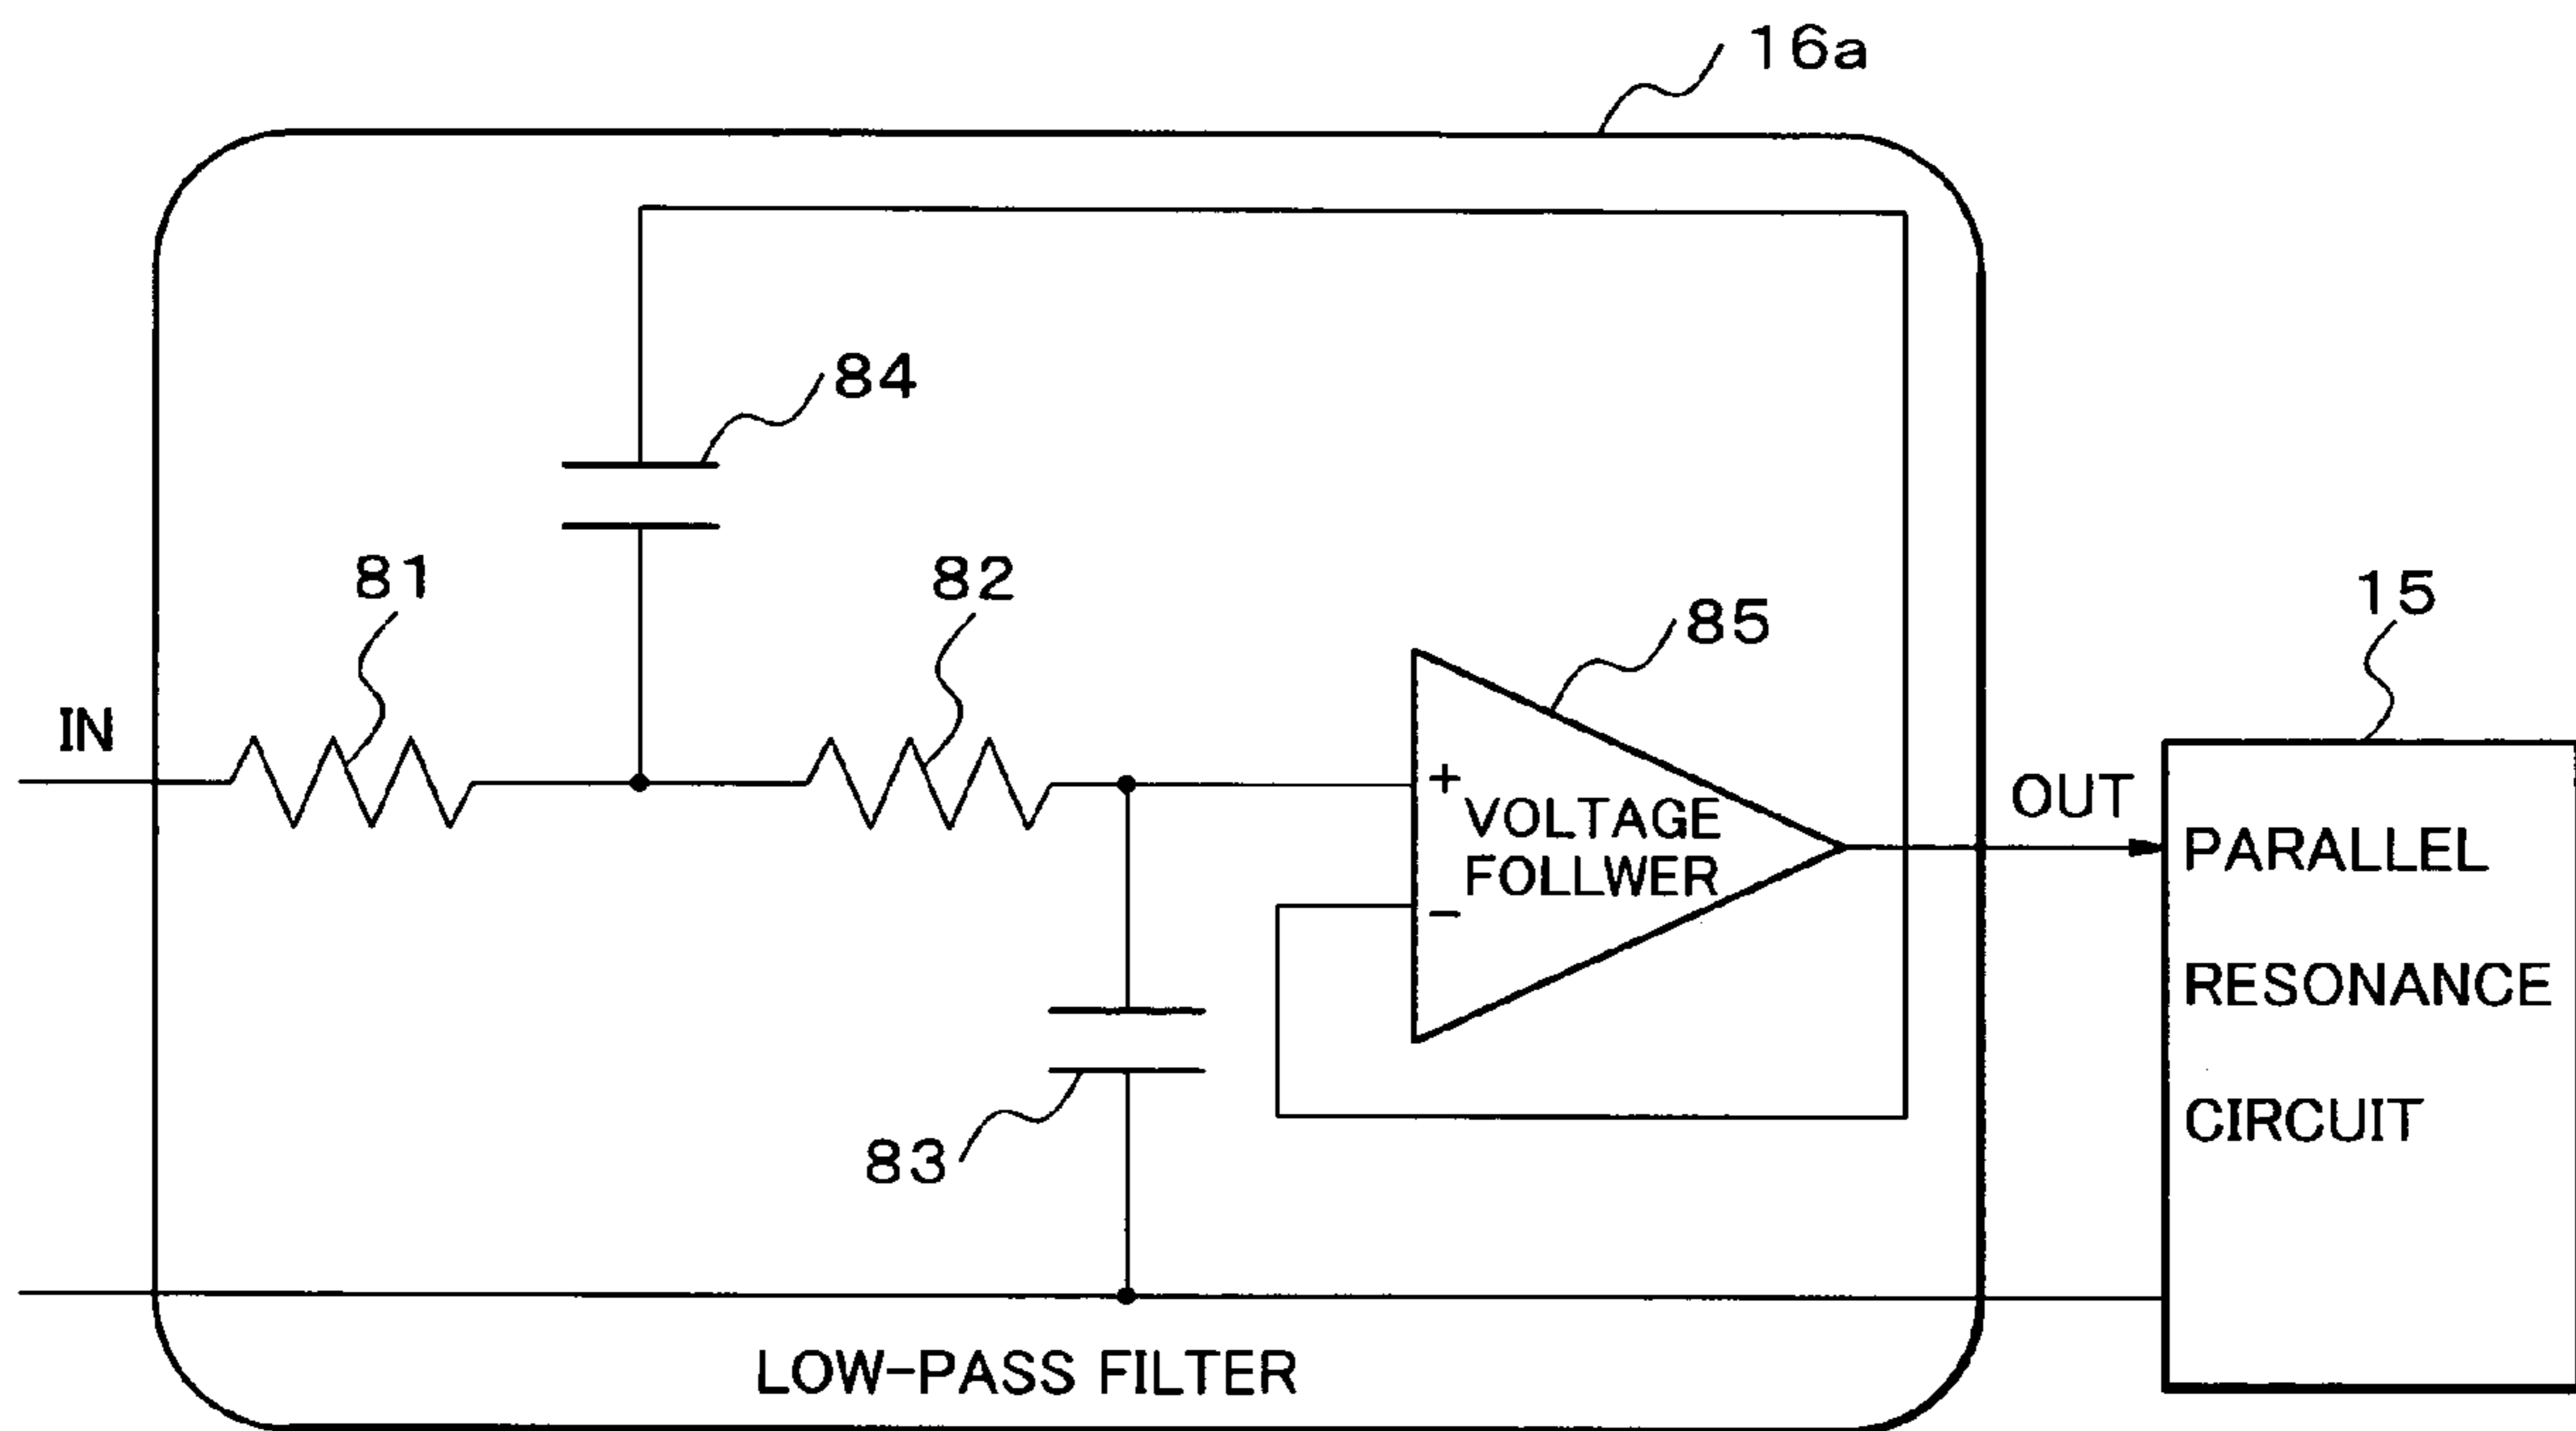 16a
84
81
82
85
15
IN
+
VOLTAGE
FOLLWER
−
OUT
PARALLEL
RESONANCE
CIRCUIT
83
LOW-PASS FILTER